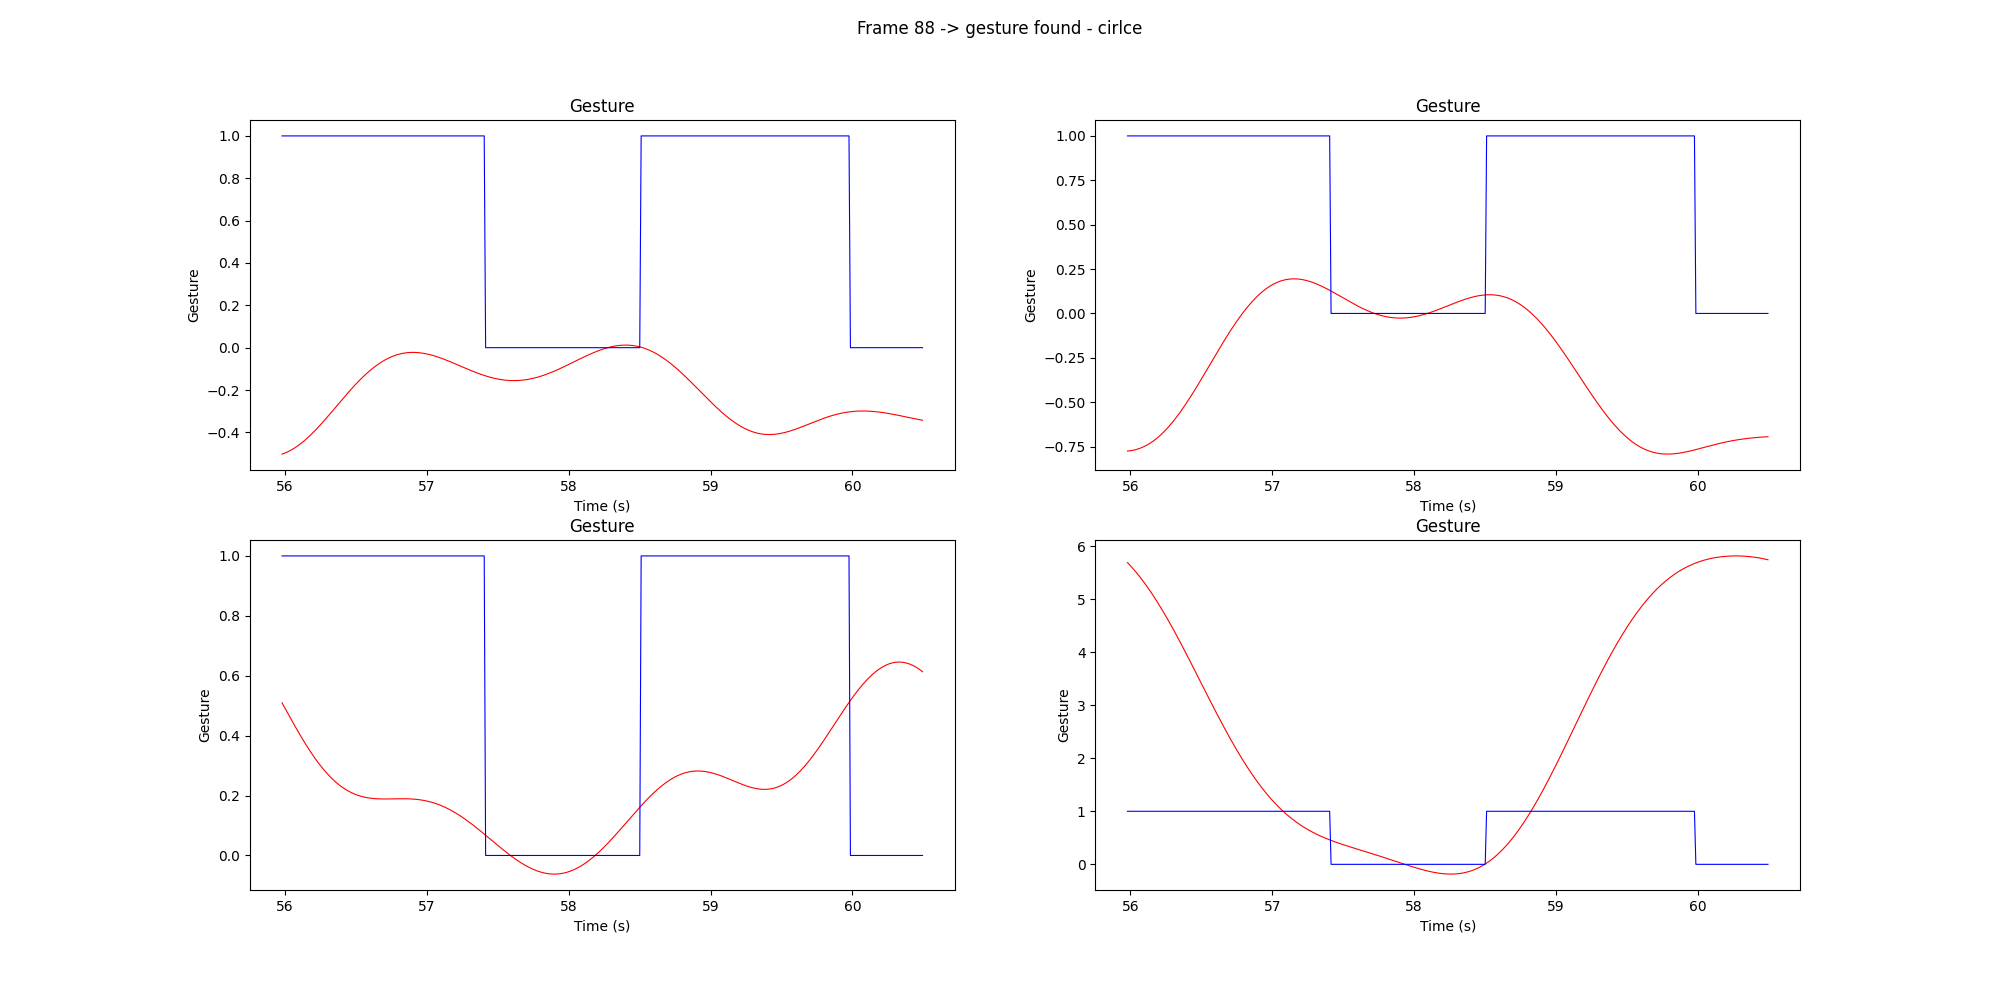 Frame 88 -> gesture found - cirlce
Gesture
1.0
0.8
0.6
0.4
0.2
0.0
−0.2
−0.4
Gesture
56 57 58 59 60
Time (s)
Gesture
1.00
0.75
0.50
0.25
0.00
−0.25
−0.50
−0.75
Gesture
56 57 58 59 60
Time (s)
Gesture
1.0
0.8
0.6
0.4
0.2
0.0
Gesture
56 57 58 59 60
Time (s)
Gesture
6
5
4
3
2
1
0
Gesture
56 57 58 59 60
Time (s)